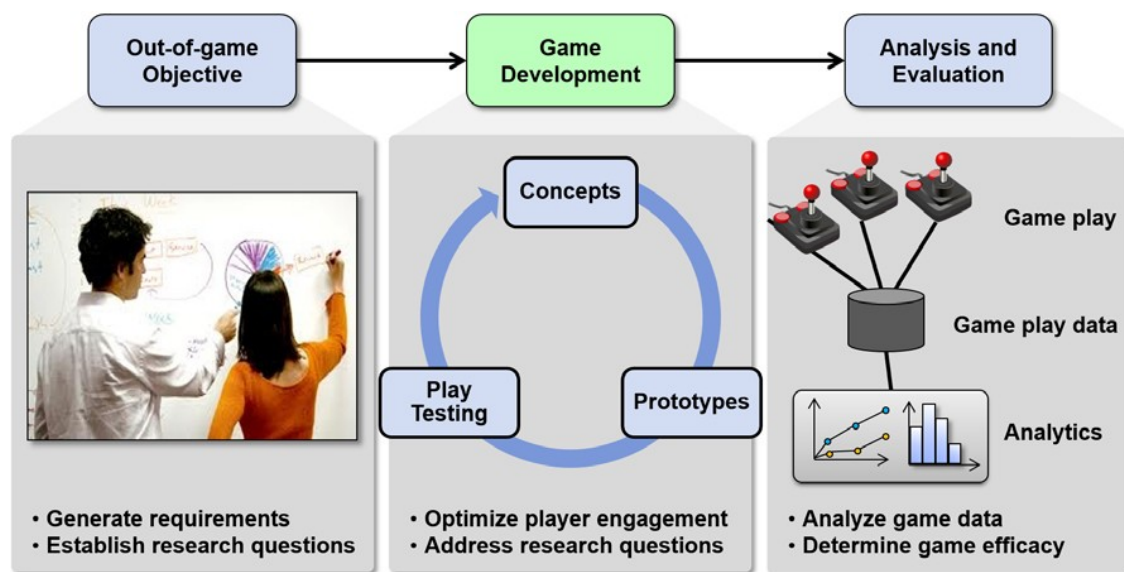 Out-of-game
Objective
Game
Development
Analysis and
Evaluation
Concepts
Play
Testing
Prototypes
Game play
Game play data
Analytics
• Generate requirements
• Establish research questions
• Optimize player engagement
• Address research questions
• Analyze game data
• Determine game efficacy